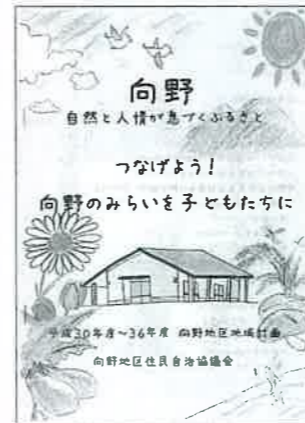 向野
自然と人情が息づくふるさと
つなげよう!
向野のみらいを子どもたちに
平成30年度~36年度 向野地区地域計画
向野地区住民自治協議会